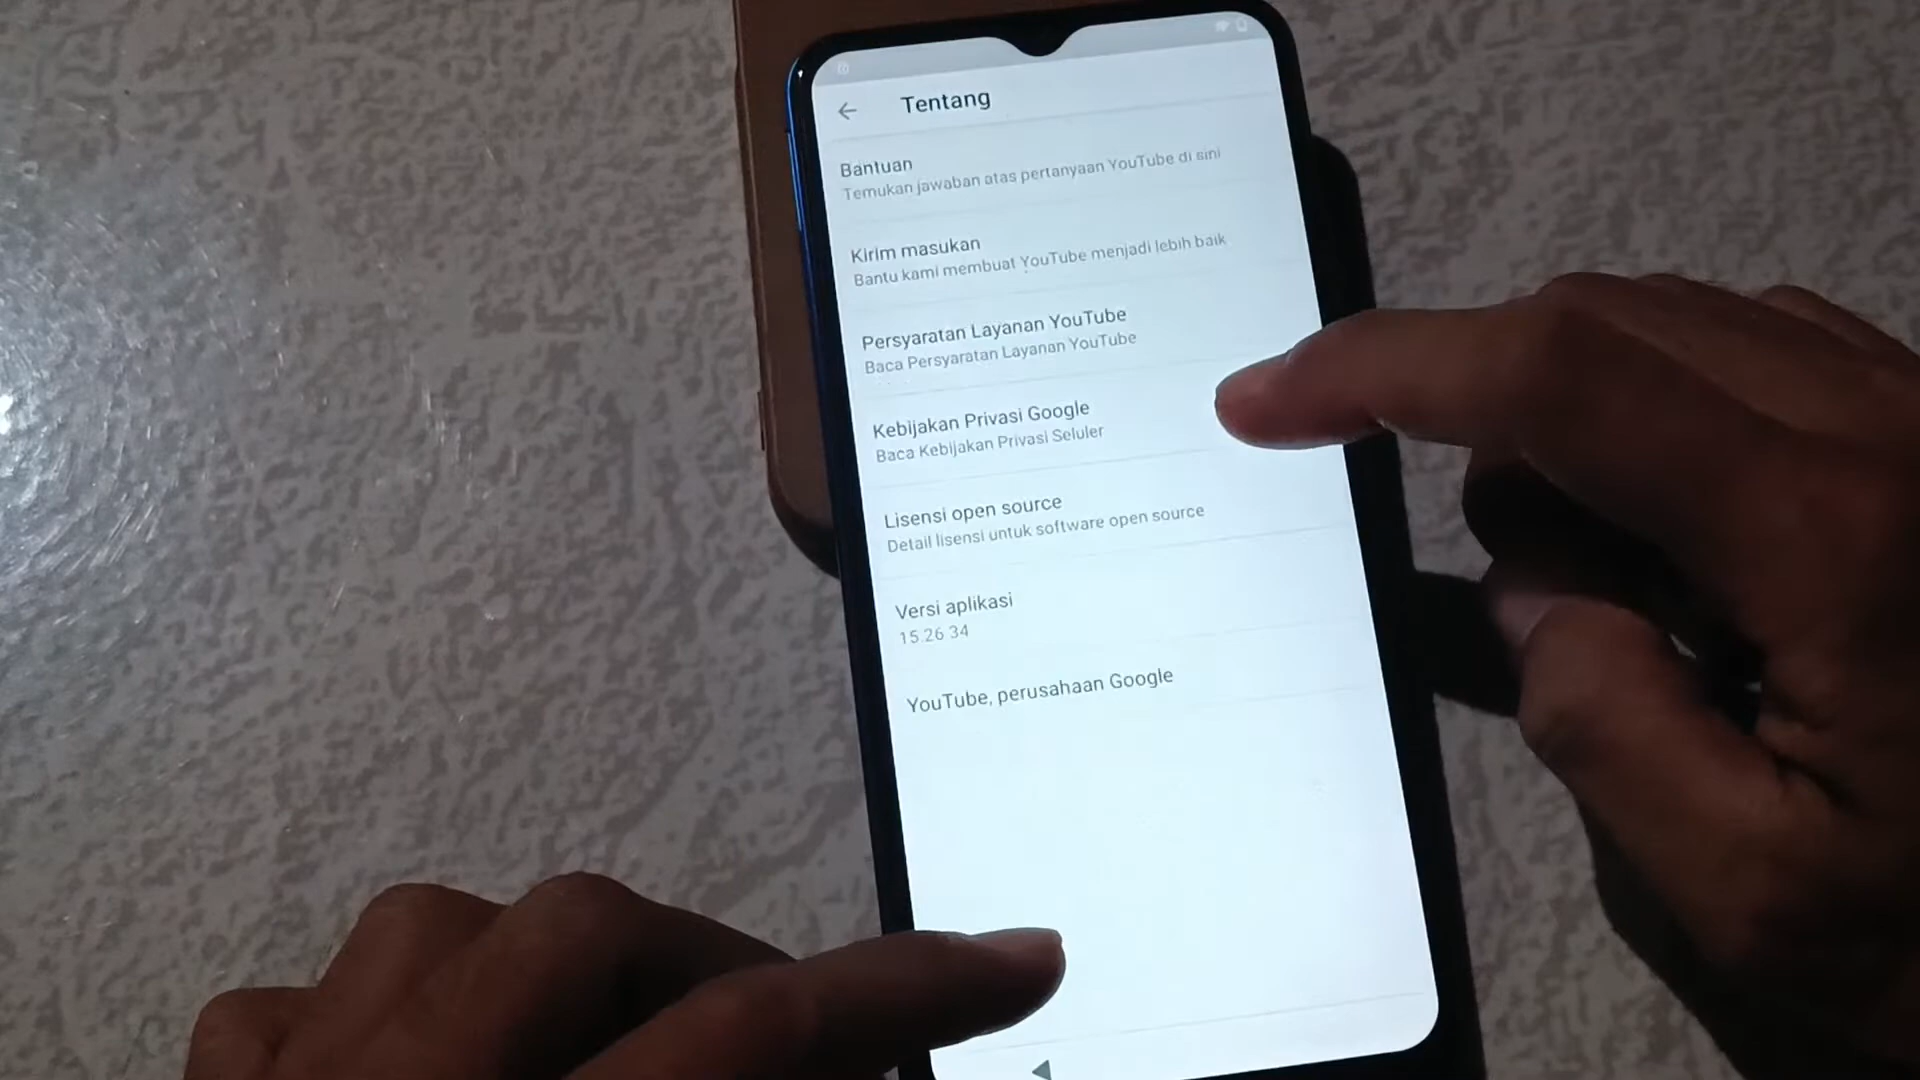 Tentang
Bantuan
Temukan jawaban atas pertanyaan YouTube di sini
Kirim masukan
Bantu kami membuat YouTube menjadi lebih baik
Persyaratan Layanan YouTube
Baca Persyaratan Layanan YouTube
Kebijakan Privasi Google
Baca Kebijakan Privasi Seluler
Lisensi open source
Detail lisensi untuk software open source
Versi aplikasi
15.26.34
YouTube, perusahaan Google